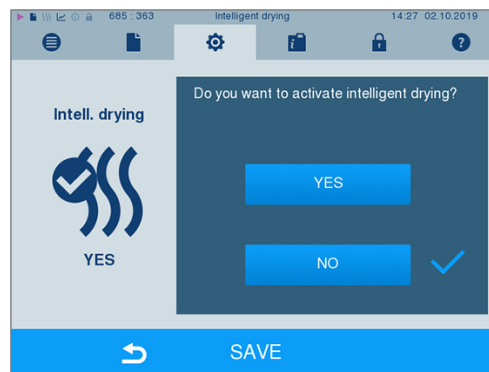 685 : 363 Intelligent drying 14:27 02.10.2019
i ?
Intell. drying
YES
Do you want to activate intelligent drying?
YES
NO
SAVE